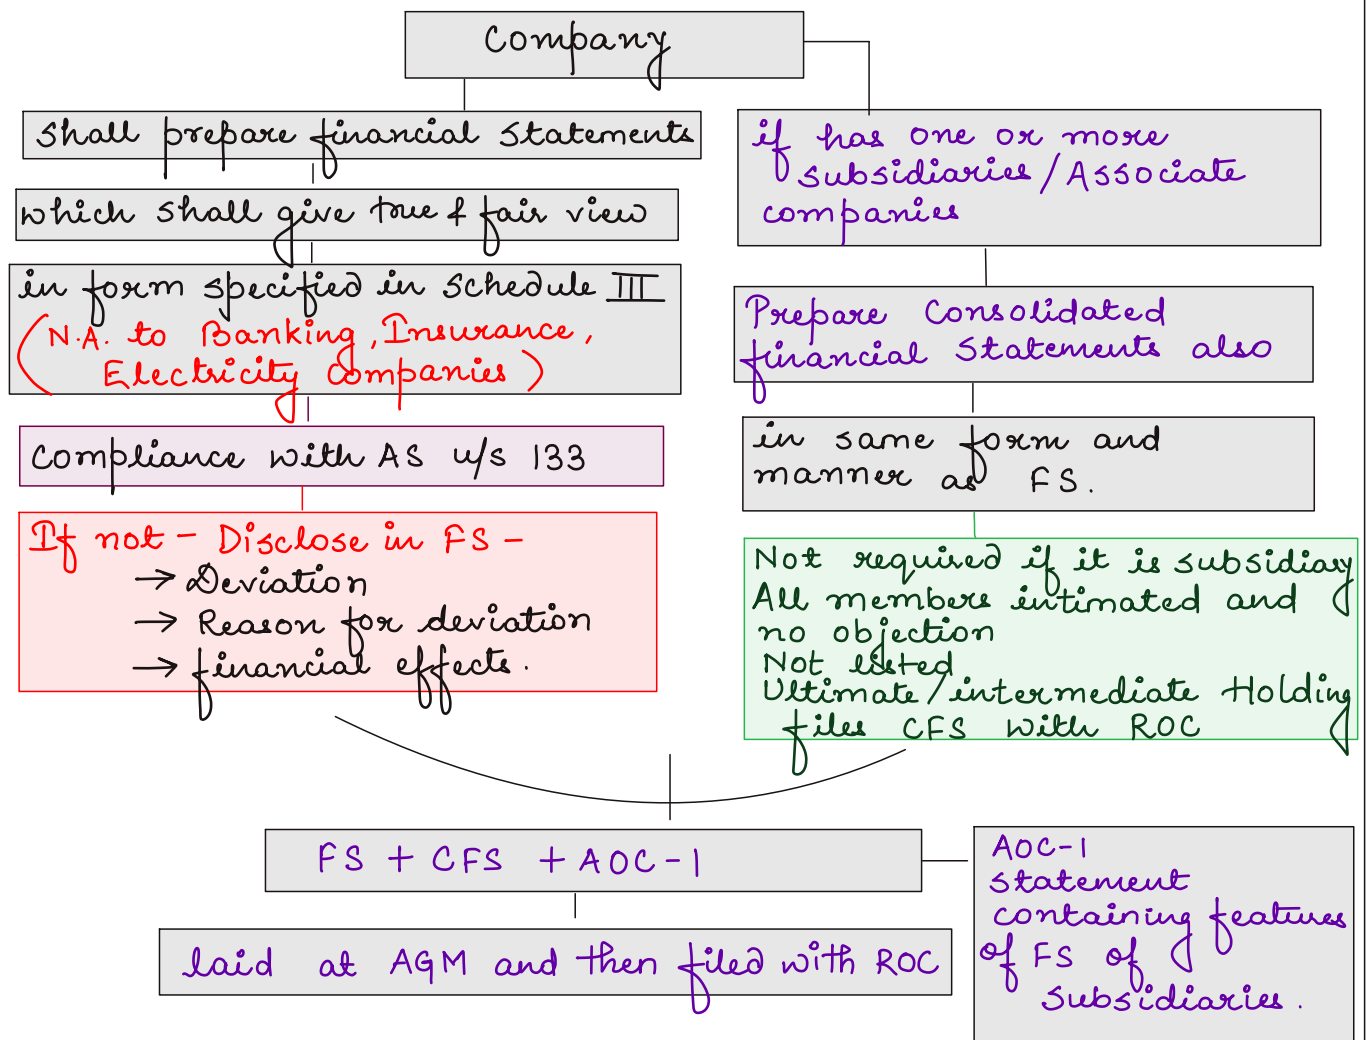 Company
shall prepare financial statements
which shall give true & fair view
in form specified in schedule III
(N.A. to Banking, Insurance,
Electricity companies)
Compliance with AS u/s 133
If not - Disclose in FS -
→ Deviation
→ Reason for deviation
→ financial effects.
if has one or more
subsidiaries/Associate
companies
Prepare Consolidated
financial statements also
in same form and
manner as FS.
Not required if it is subsidiary
All members intimated and
no objection
Not listed
Ultimate/intermediate Holding
files CFS with ROC
FS + CFS + AOC-1
laid at AGM and then filed with ROC
AOC-1
statement
containing features
of FS of
subsidiaries.